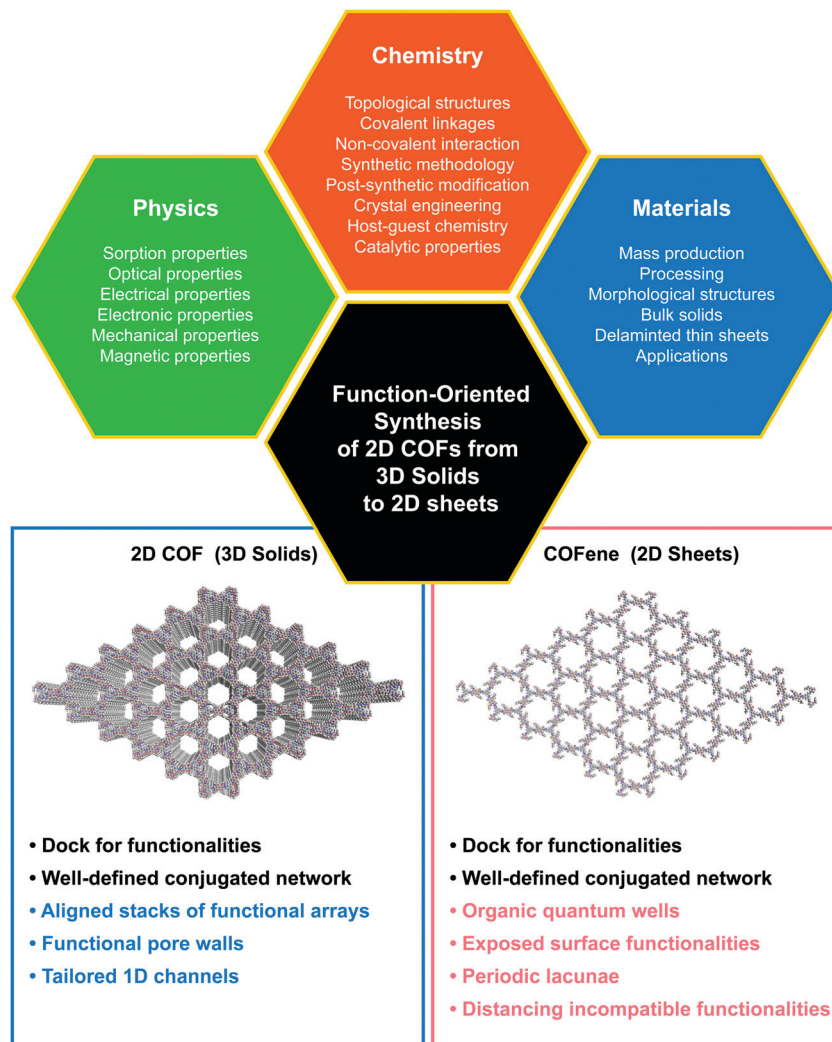 Chemistry
Topological structures
Covalent linkages
Non-covalent interaction
Synthetic methodology
Post-synthetic modification
Crystal engineering
Host-guest chemistry
Catalytic properties
Physics
Sorption properties
Optical properties
Electrical properties
Electronic properties
Mechanical properties
Magnetic properties
Materials
Mass production
Processing
Morphological structures
Bulk solids
Delaminted thin sheets
Applications
Function-Oriented
Synthesis
of 2D COFs from
3D Solids
to 2D sheets
2D COF (3D Solids)
• Dock for functionalities
• Well-defined conjugated network
• Aligned stacks of functional arrays
• Functional pore walls
• Tailored 1D channels
COFene (2D Sheets)
• Dock for functionalities
• Well-defined conjugated network
• Organic quantum wells
• Exposed surface functionalities
• Periodic lacunae
• Distancing incompatible functionalities